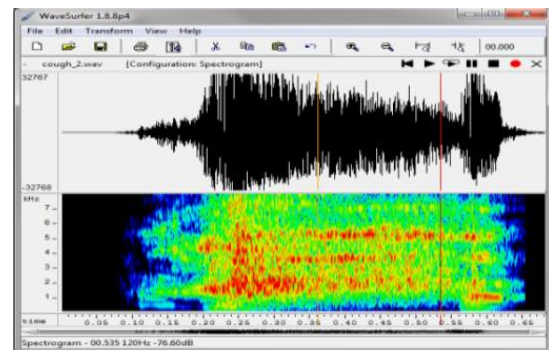 WaveSurfer 1.8.8p4
File Edit Transform View Help
00.000
- cough_2.wav [Configuration: Spectrogram]
32767
-32768
kHz
7
6
5
4
3
2
1
time 0.05 0.10 0.15 0.20 0.25 0.30 0.35 0.40 0.45 0.50 0.55 0.60 0.65
Spectrogram - 00.535 120Hz -76.60dB